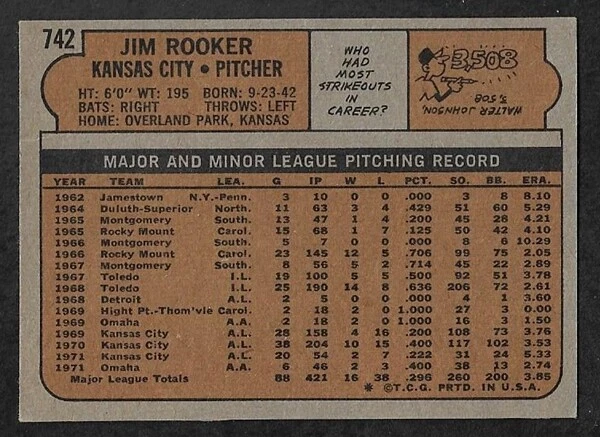 742
JIM ROOKER
KANSAS CITY • PITCHER
HT: 6'0" WT: 195 BORN: 9-23-42
BATS: RIGHT THROWS: LEFT
HOME: OVERLAND PARK, KANSAS
WHO
HAD
MOST
STRIKEOUTS
IN
CAREER?
3,508
WALTER JOHNSON,
3,508
MAJOR AND MINOR LEAGUE PITCHING RECORD
YEAR TEAM LEA. G IP W L PCT. SO. BB. ERA.
1962 Jamestown N.Y.-Penn. 3 10 0 0 .000 3 8 8.10
1964 Duluth-Superior North. 11 63 3 4 .429 51 60 5.29
1965 Montgomery South. 13 47 1 4 .200 45 28 4.21
1965 Rocky Mount Carol. 15 68 1 7 .125 50 42 4.10
1966 Montgomery South. 5 7 0 0 .000 8 6 10.29
1966 Rocky Mount Carol. 23 145 12 5 .706 99 75 2.05
1967 Montgomery South. 8 56 5 2 .714 45 22 2.89
1967 Toledo I.L. 19 100 5 5 .500 92 51 3.78
1968 Toledo I.L. 25 190 14 8 .636 206 72 2.61
1968 Detroit A.L. 2 5 0 0 .000 4 1 3.60
1969 Hight Pt.-Thom'vle Carol. 2 18 2 0 1.000 27 3 0.00
1969 Omaha A.A. 2 18 2 0 1.000 16 3 1.50
1969 Kansas City A.L. 28 158 4 16 .200 108 73 3.76
1970 Kansas City A.L. 38 204 10 15 .400 117 102 3.53
1971 Kansas City A.L. 20 54 2 7 .222 31 24 5.33
1971 Omaha A.A. 6 46 2 3 .400 38 13 2.74
Major League Totals 88 421 16 38 .296 260 200 3.85
* ©T.C.G. PRTD. IN U.S.A.